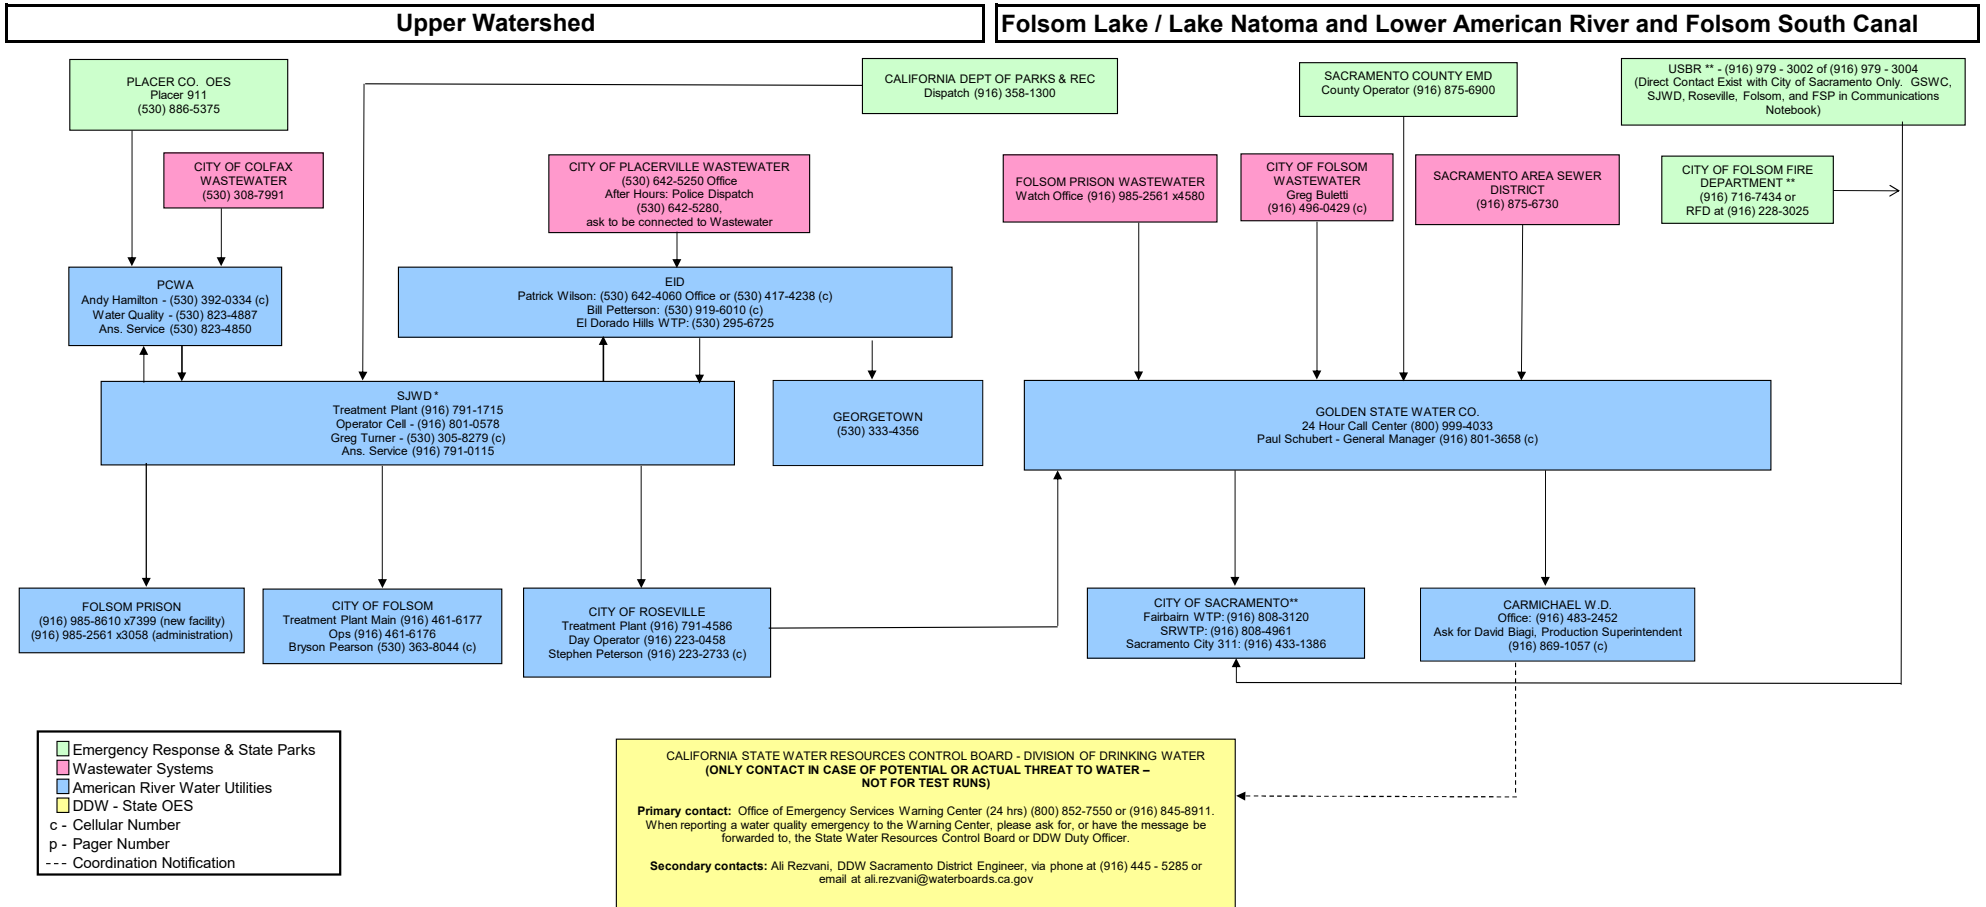 Upper Watershed
Folsom Lake / Lake Natoma and Lower American River and Folsom South Canal
PLACER CO. OES
Placer 911
(530) 886-5375
CALIFORNIA DEPT OF PARKS & REC
Dispatch (916) 358-1300
SACRAMENTO COUNTY EMD
County Operator (916) 875-6900
USBR ** - (916) 979 - 3002 of (916) 979 - 3004
(Direct Contact Exist with City of Sacramento Only. GSWC,
SJWD, Roseville, Folsom, and FSP in Communications
Notebook)
CITY OF COLFAX
WASTEWATER
(530) 308-7991
CITY OF PLACERVILLE WASTEWATER
(530) 642-5250 Office
After Hours: Police Dispatch
(530) 642-5280,
ask to be connected to Wastewater
FOLSOM PRISON WASTEWATER
Watch Office (916) 985-2561 x4580
CITY OF FOLSOM
WASTEWATER
Greg Buletti
(916) 496-0429 (c)
SACRAMENTO AREA SEWER
DISTRICT
(916) 875-6730
CITY OF FOLSOM FIRE
DEPARTMENT **
(916) 716-7434 or
RFD at (916) 228-3025
PCWA
Andy Hamilton - (530) 392-0334 (c)
Water Quality - (530) 823-4887
Ans. Service (530) 823-4850
EID
Patrick Wilson: (530) 642-4060 Office or (530) 417-4238 (c)
Bill Petterson: (530) 919-6010 (c)
El Dorado Hills WTP: (530) 295-6725
SJWD *
Treatment Plant (916) 791-1715
Operator Cell - (916) 801-0578
Greg Turner - (530) 305-8279 (c)
Ans. Service (916) 791-0115
GEORGETOWN
(530) 333-4356
GOLDEN STATE WATER CO.
24 Hour Call Center (800) 999-4033
Paul Schubert - General Manager (916) 801-3658 (c)
FOLSOM PRISON
(916) 985-8610 x7399 (new facility)
(916) 985-2561 x3058 (administration)
CITY OF FOLSOM
Treatment Plant Main (916) 461-6177
Ops (916) 461-6176
Bryson Pearson (530) 363-8044 (c)
CITY OF ROSEVILLE
Treatment Plant (916) 791-4586
Day Operator (916) 223-0458
Stephen Peterson (916) 223-2733 (c)
CITY OF SACRAMENTO**
Fairbairn WTP: (916) 808-3120
SRWTP: (916) 808-4961
Sacramento City 311: (916) 433-1386
CARMICHAEL W.D.
Office: (916) 483-2452
Ask for David Biagi, Production Superintendent
(916) 869-1057 (c)
Emergency Response & State Parks
Wastewater Systems
American River Water Utilities
DDW - State OES
c - Cellular Number
p - Pager Number
--- Coordination Notification
CALIFORNIA STATE WATER RESOURCES CONTROL BOARD - DIVISION OF DRINKING WATER
(ONLY CONTACT IN CASE OF POTENTIAL OR ACTUAL THREAT TO WATER –
NOT FOR TEST RUNS)
Primary contact: Office of Emergency Services Warning Center (24 hrs) (800) 852-7550 or (916) 845-8911.
When reporting a water quality emergency to the Warning Center, please ask for, or have the message be
forwarded to, the State Water Resources Control Board or DDW Duty Officer.
Secondary contacts: Ali Rezvani, DDW Sacramento District Engineer, via phone at (916) 445 - 5285 or
email at ali.rezvani@waterboards.ca.gov